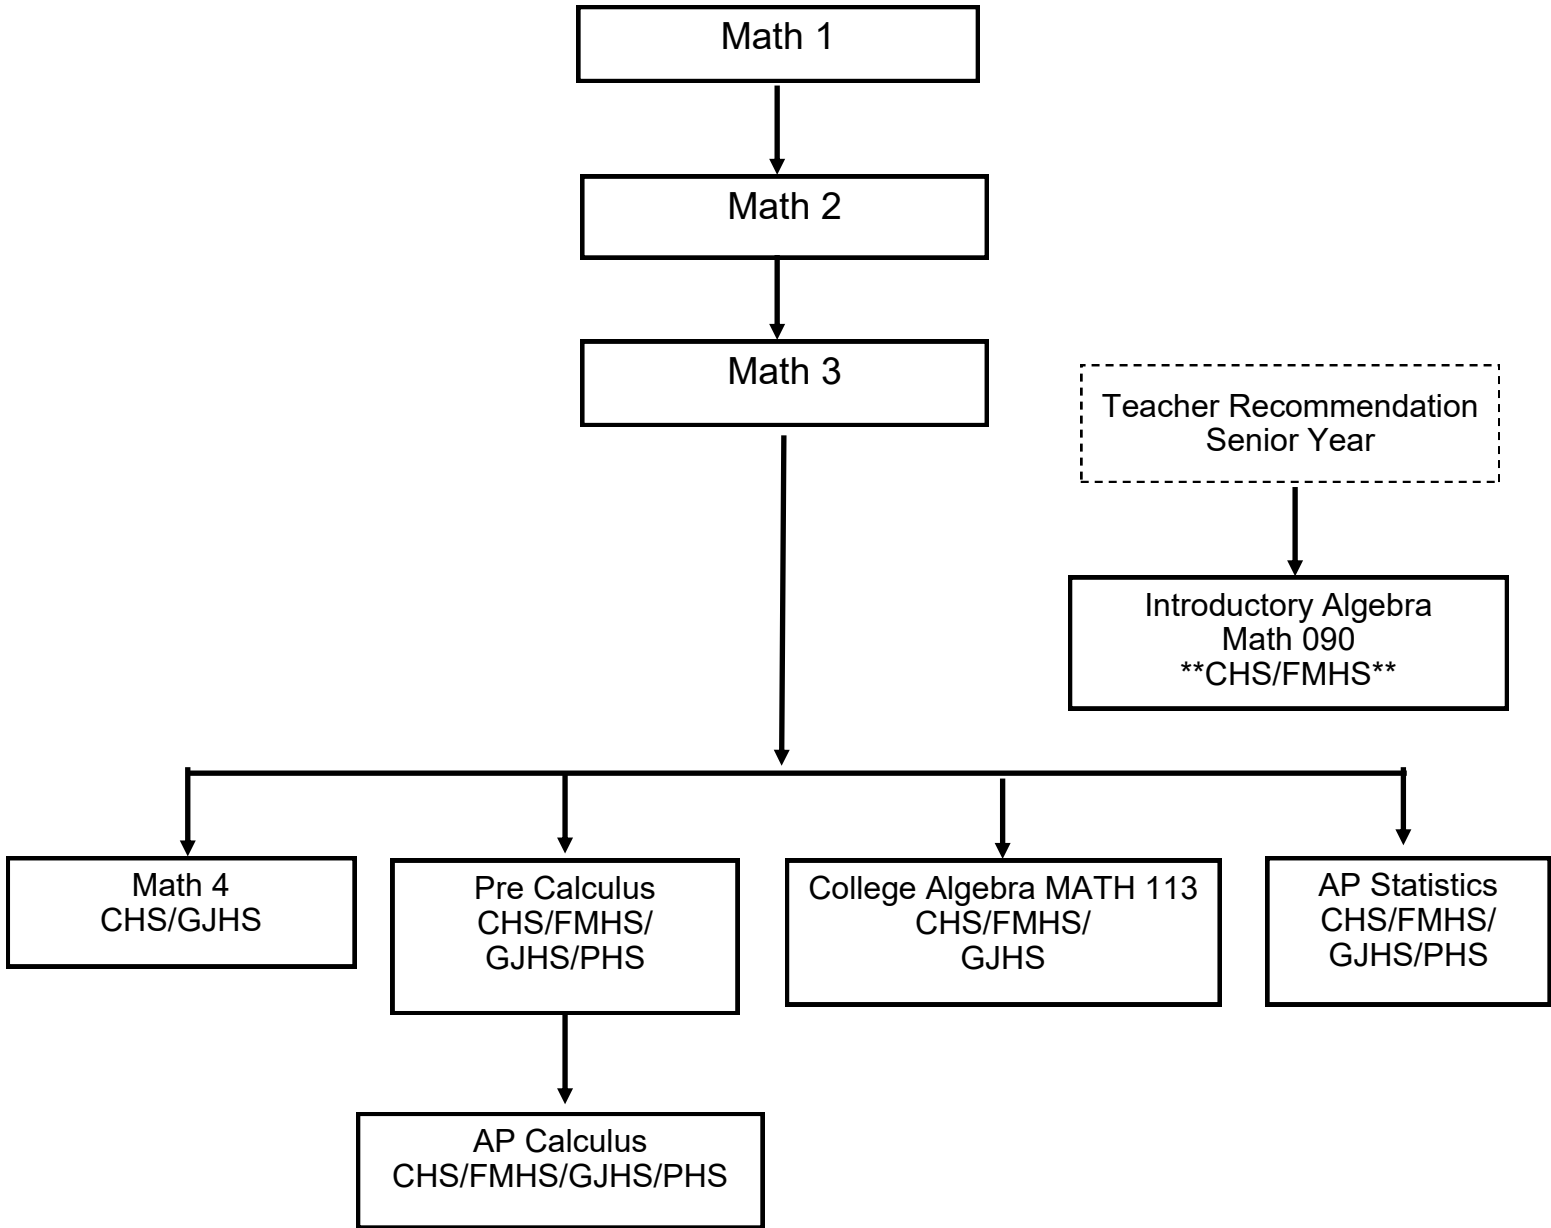 Math 1
Math 2
Math 3
Teacher Recommendation
Senior Year
Introductory Algebra
Math 090
**CHS/FMHS**
Math 4
CHS/GJHS
Pre Calculus
CHS/FMHS/
GJHS/PHS
College Algebra MATH 113
CHS/FMHS/
GJHS
AP Statistics
CHS/FMHS/
GJHS/PHS
AP Calculus
CHS/FMHS/GJHS/PHS